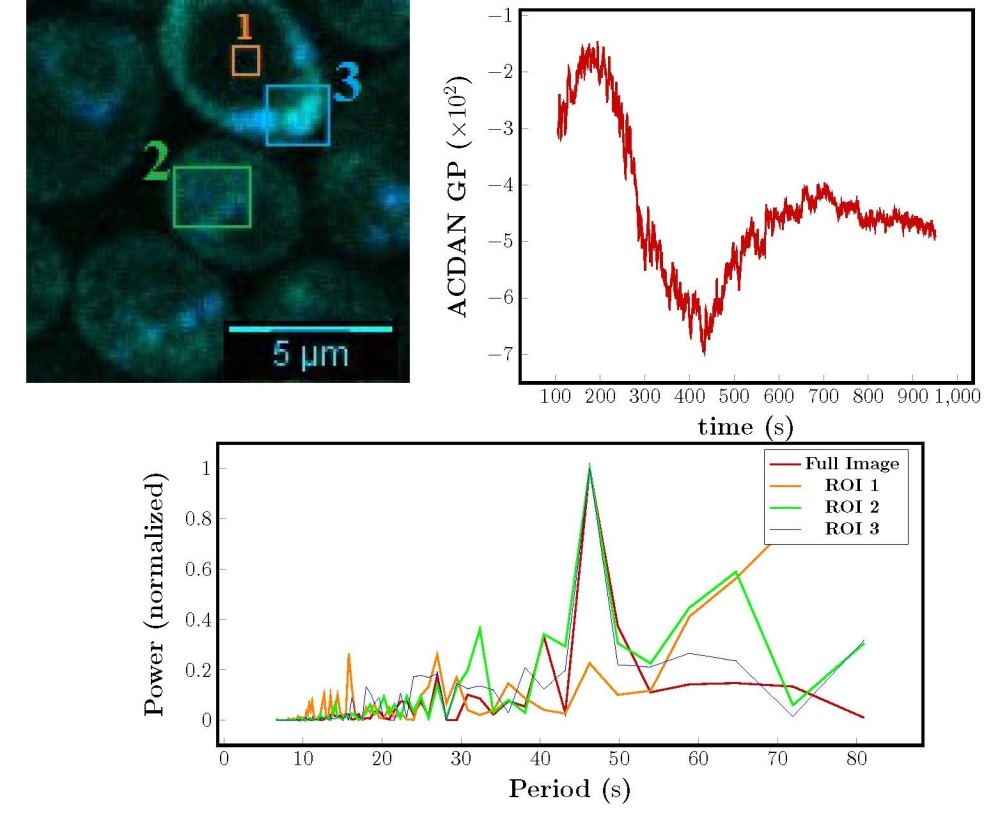 1
3
2
5 μm
ACDAN GP (×10²)
−1
−2
−3
−4
−5
−6
−7
100 200 300 400 500 600 700 800 900 1,000
time (s)
Power (normalized)
1
0.8
0.6
0.4
0.2
0
Full Image
ROI 1
ROI 2
ROI 3
0 10 20 30 40 50 60 70 80
Period (s)